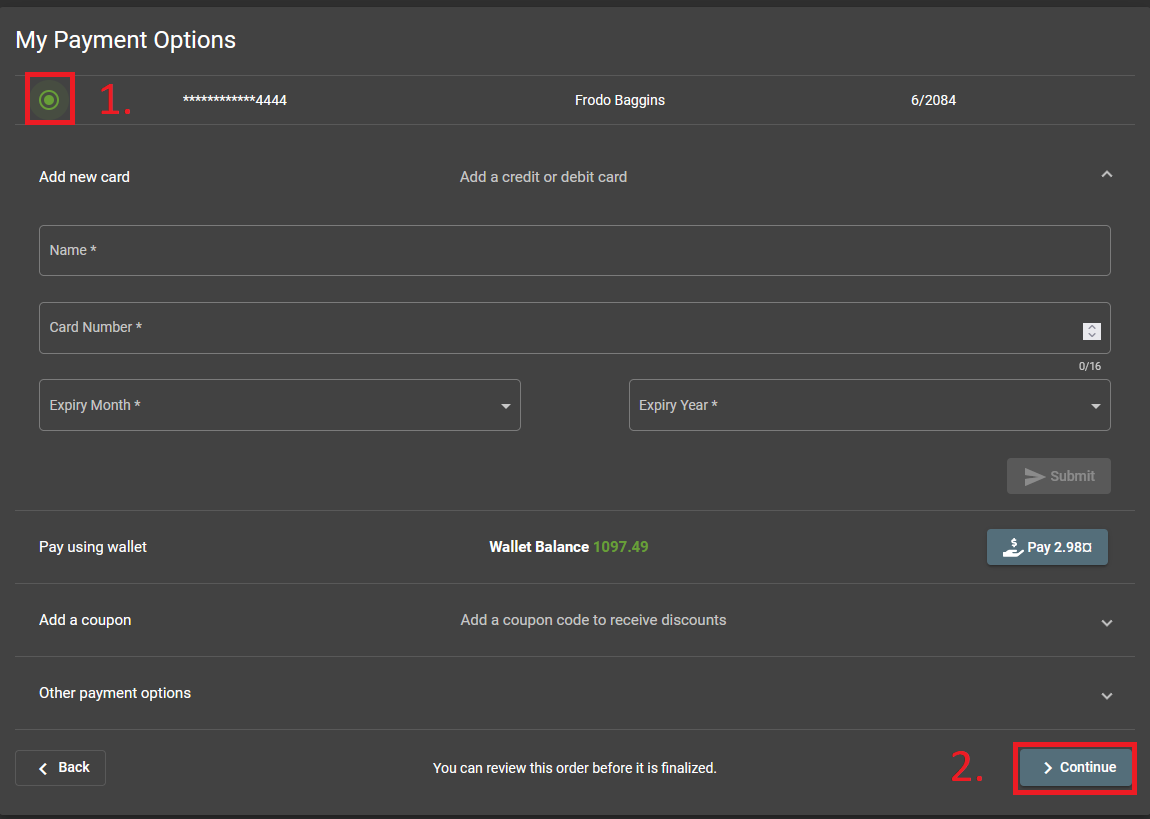 My Payment Options
1. ************4444 Frodo Baggins 6/2084
Add new card Add a credit or debit card
Name *
Card Number *
0/16
Expiry Month * Expiry Year *
Submit
Pay using wallet Wallet Balance 1097.49 Pay 2.98¤
Add a coupon Add a coupon code to receive discounts
Other payment options
Back You can review this order before it is finalized. 2. Continue